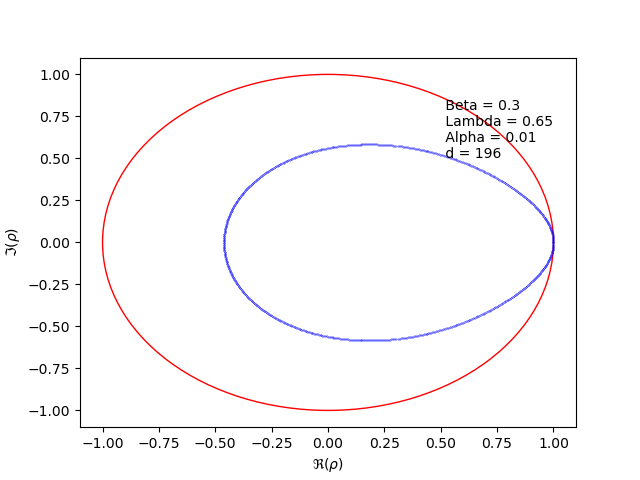 1.00
0.75
0.50
0.25
0.00
−0.25
−0.50
−0.75
−1.00
ℑ(ρ)
Beta = 0.3
Lambda = 0.65
Alpha = 0.01
d = 196
−1.00 −0.75 −0.50 −0.25 0.00 0.25 0.50 0.75 1.00
ℜ(ρ)